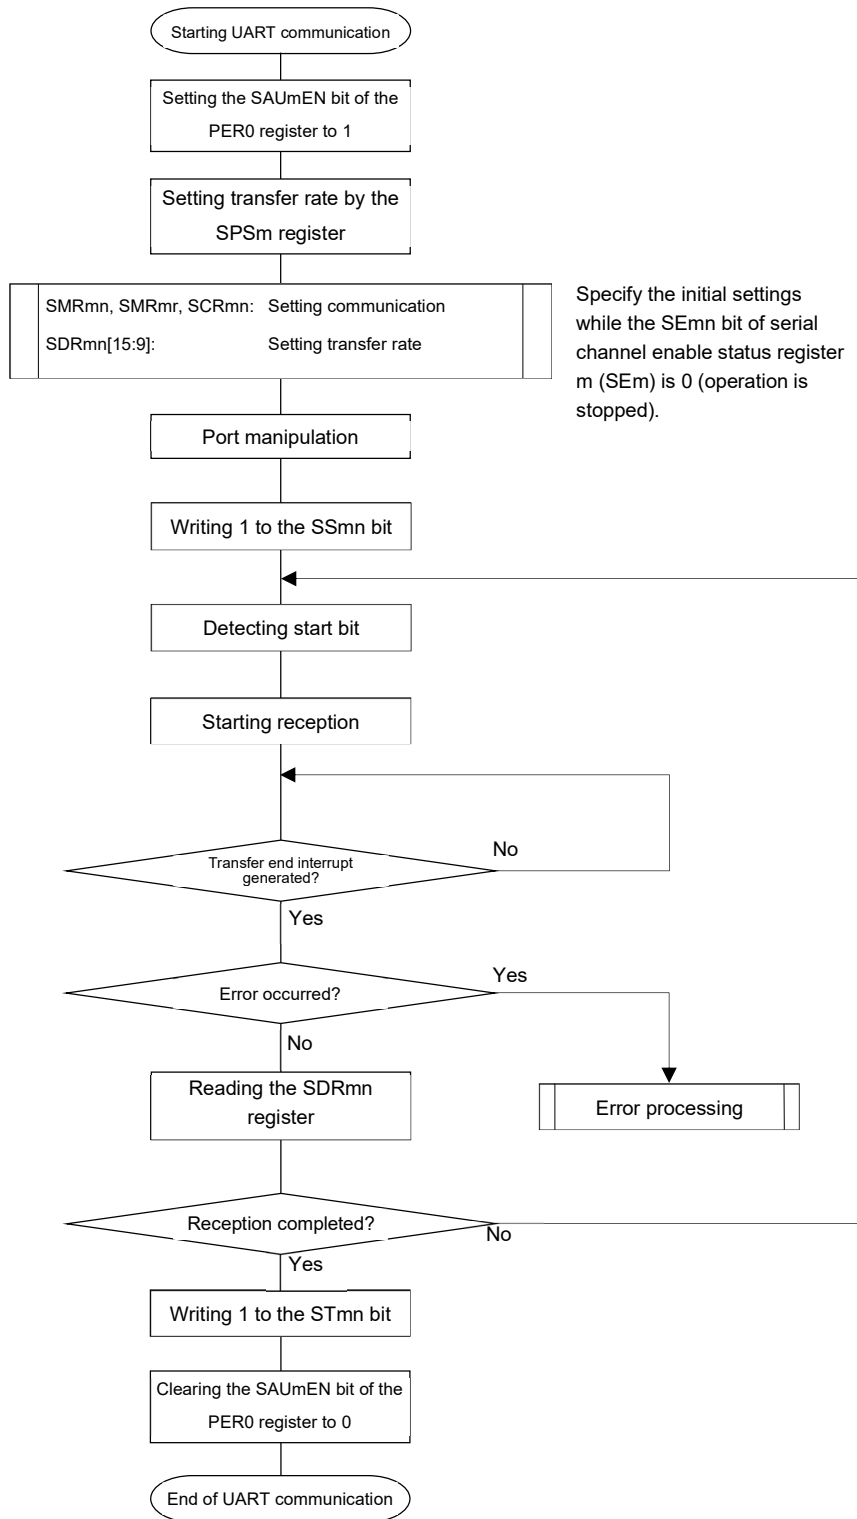 Starting UART communication
Setting the SAUmEN bit of the
PER0 register to 1
Setting transfer rate by the
SPSm register
SMRmn, SMRmr, SCRmn: Setting communication
SDRmn[15:9]: Setting transfer rate
Specify the initial settings
while the SEmn bit of serial
channel enable status register
m (SEm) is 0 (operation is
stopped).
Port manipulation
Writing 1 to the SSmn bit
Detecting start bit
Starting reception
Transfer end interrupt
generated?
No
Yes
Error occurred?
Yes
No
Reading the SDRmn
register
Error processing
Reception completed?
No
Yes
Writing 1 to the STmn bit
Clearing the SAUmEN bit of the
PER0 register to 0
End of UART communication